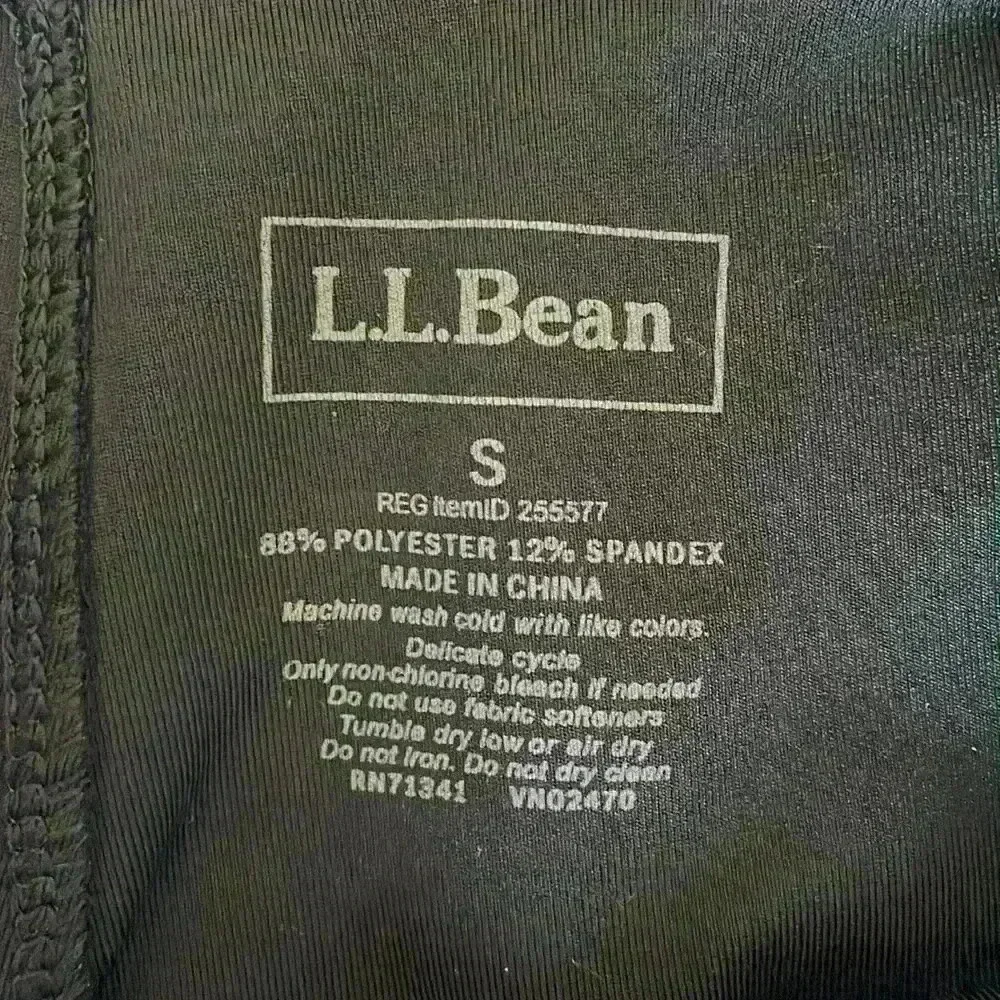 L.L.Bean
S
REG ItemID 255577
88% POLYESTER 12% SPANDEX
MADE IN CHINA
Machine wash cold with like colors.
Delicate cycle
Only non-chlorine bleach if needed
Do not use fabric softeners
Tumble dry low or air dry
Do not iron. Do not dry clean
RN71341 VN02470